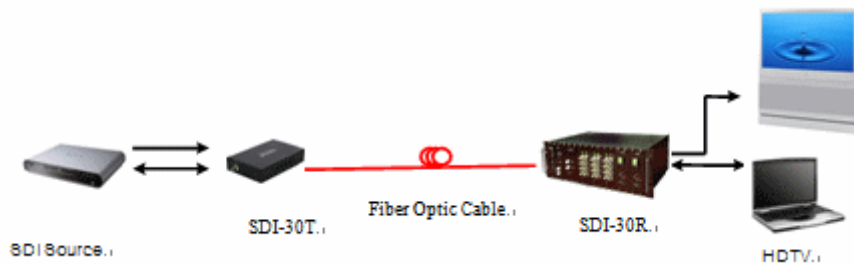 SDI Source.
SDI-30T.
Fiber Optic Cable.
SDI-30R.
HDTV.